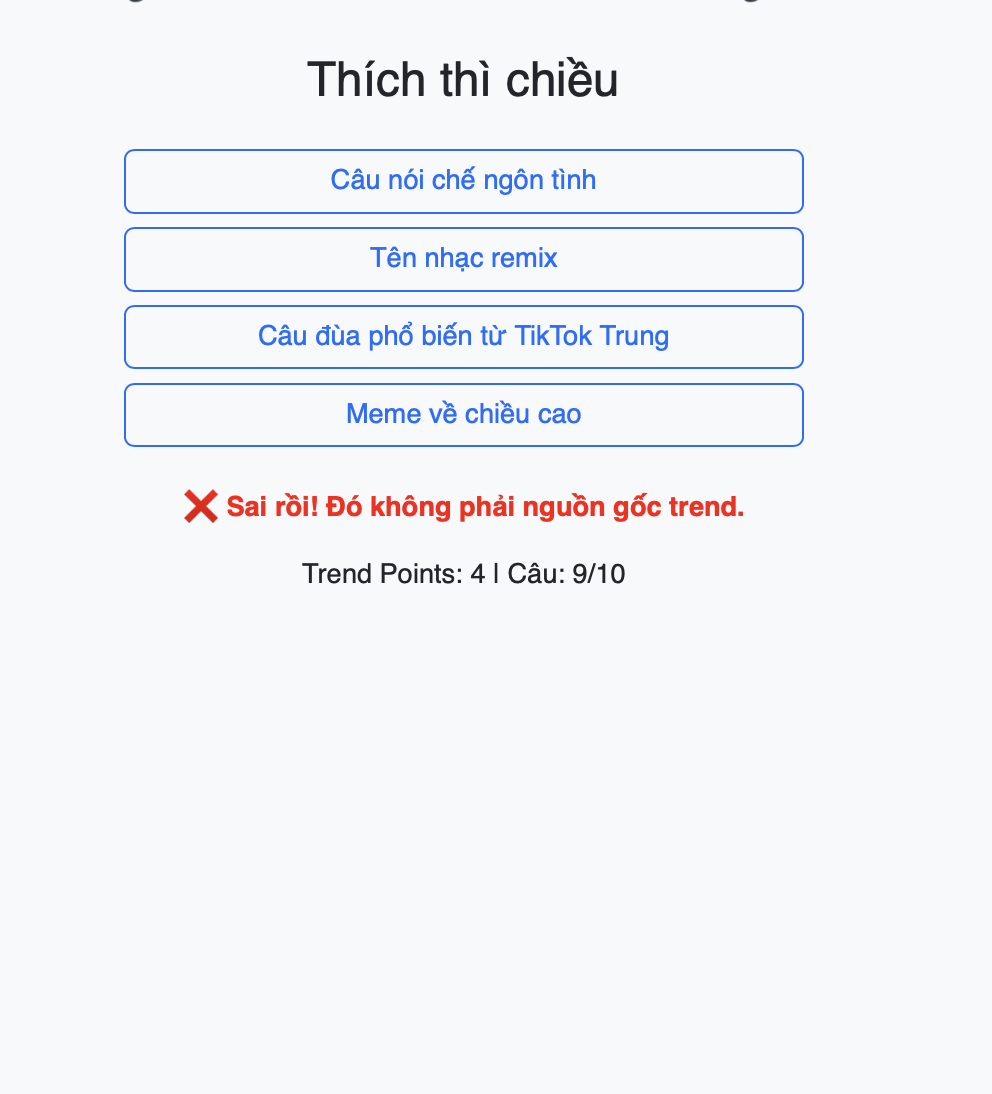 Thích thì chiều
Câu nói chế ngôn tình
Tên nhạc remix
Câu đùa phổ biến từ TikTok Trung
Meme về chiều cao
❌ Sai rồi! Đó không phải nguồn gốc trend.
Trend Points: 4 | Câu: 9/10